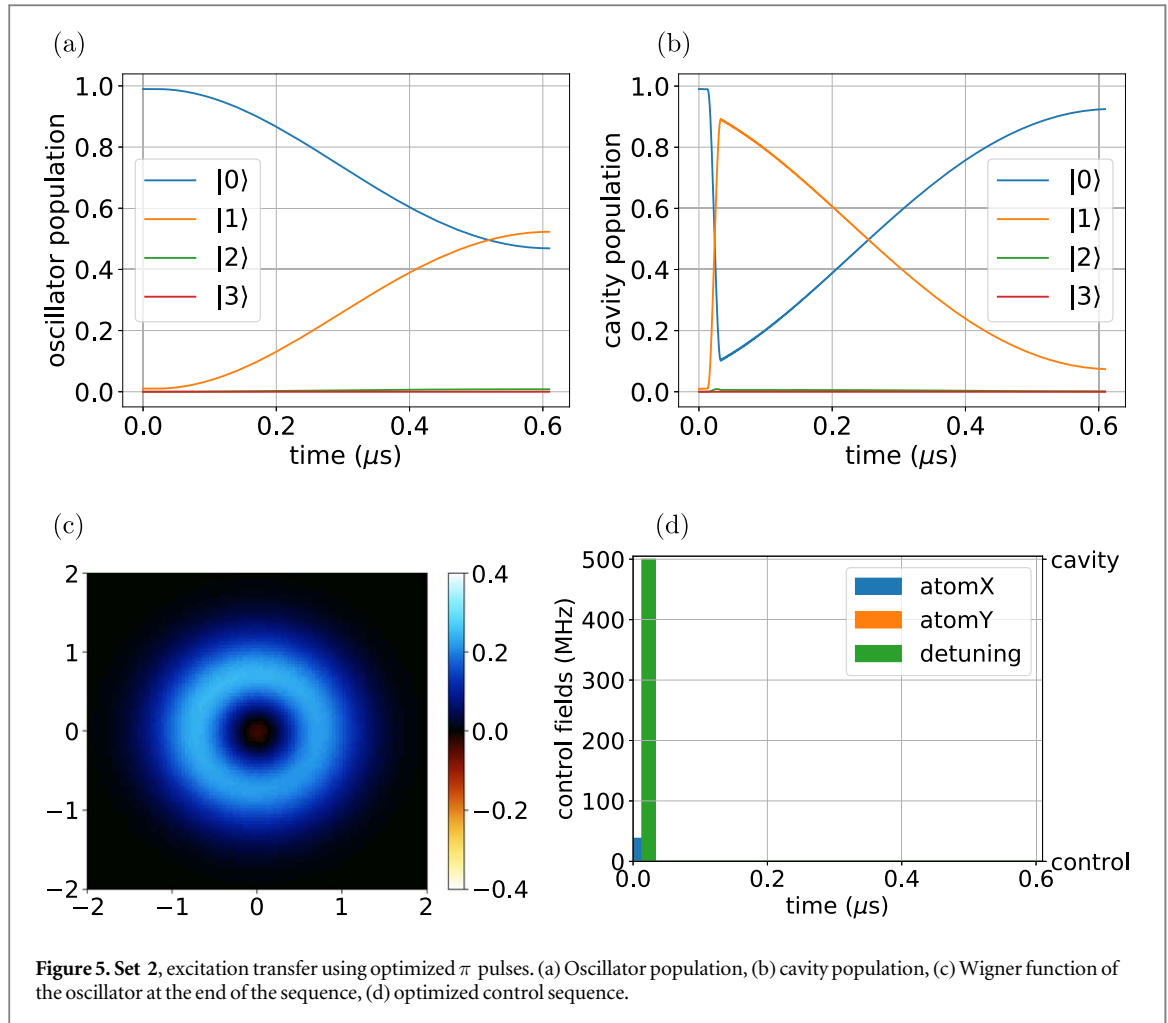 (a)
1.0
0.8
0.6
0.4
0.2
0.0
oscillator population
|0⟩
|1⟩
|2⟩
|3⟩
0.0 0.2 0.4 0.6
time (μs)
(b)
1.0
0.8
0.6
0.4
0.2
0.0
cavity population
|0⟩
|1⟩
|2⟩
|3⟩
0.0 0.2 0.4 0.6
time (μs)
(c)
2
1
0
−1
−2
−2 −1 0 1 2
0.4
0.2
0.0
−0.2
−0.4
(d)
500
400
300
200
100
0
control fields (MHz)
atomX
atomY
detuning
cavity
control
0.0 0.2 0.4 0.6
time (μs)
Figure 5. Set 2, excitation transfer using optimized π pulses. (a) Oscillator population, (b) cavity population, (c) Wigner function of
the oscillator at the end of the sequence, (d) optimized control sequence.